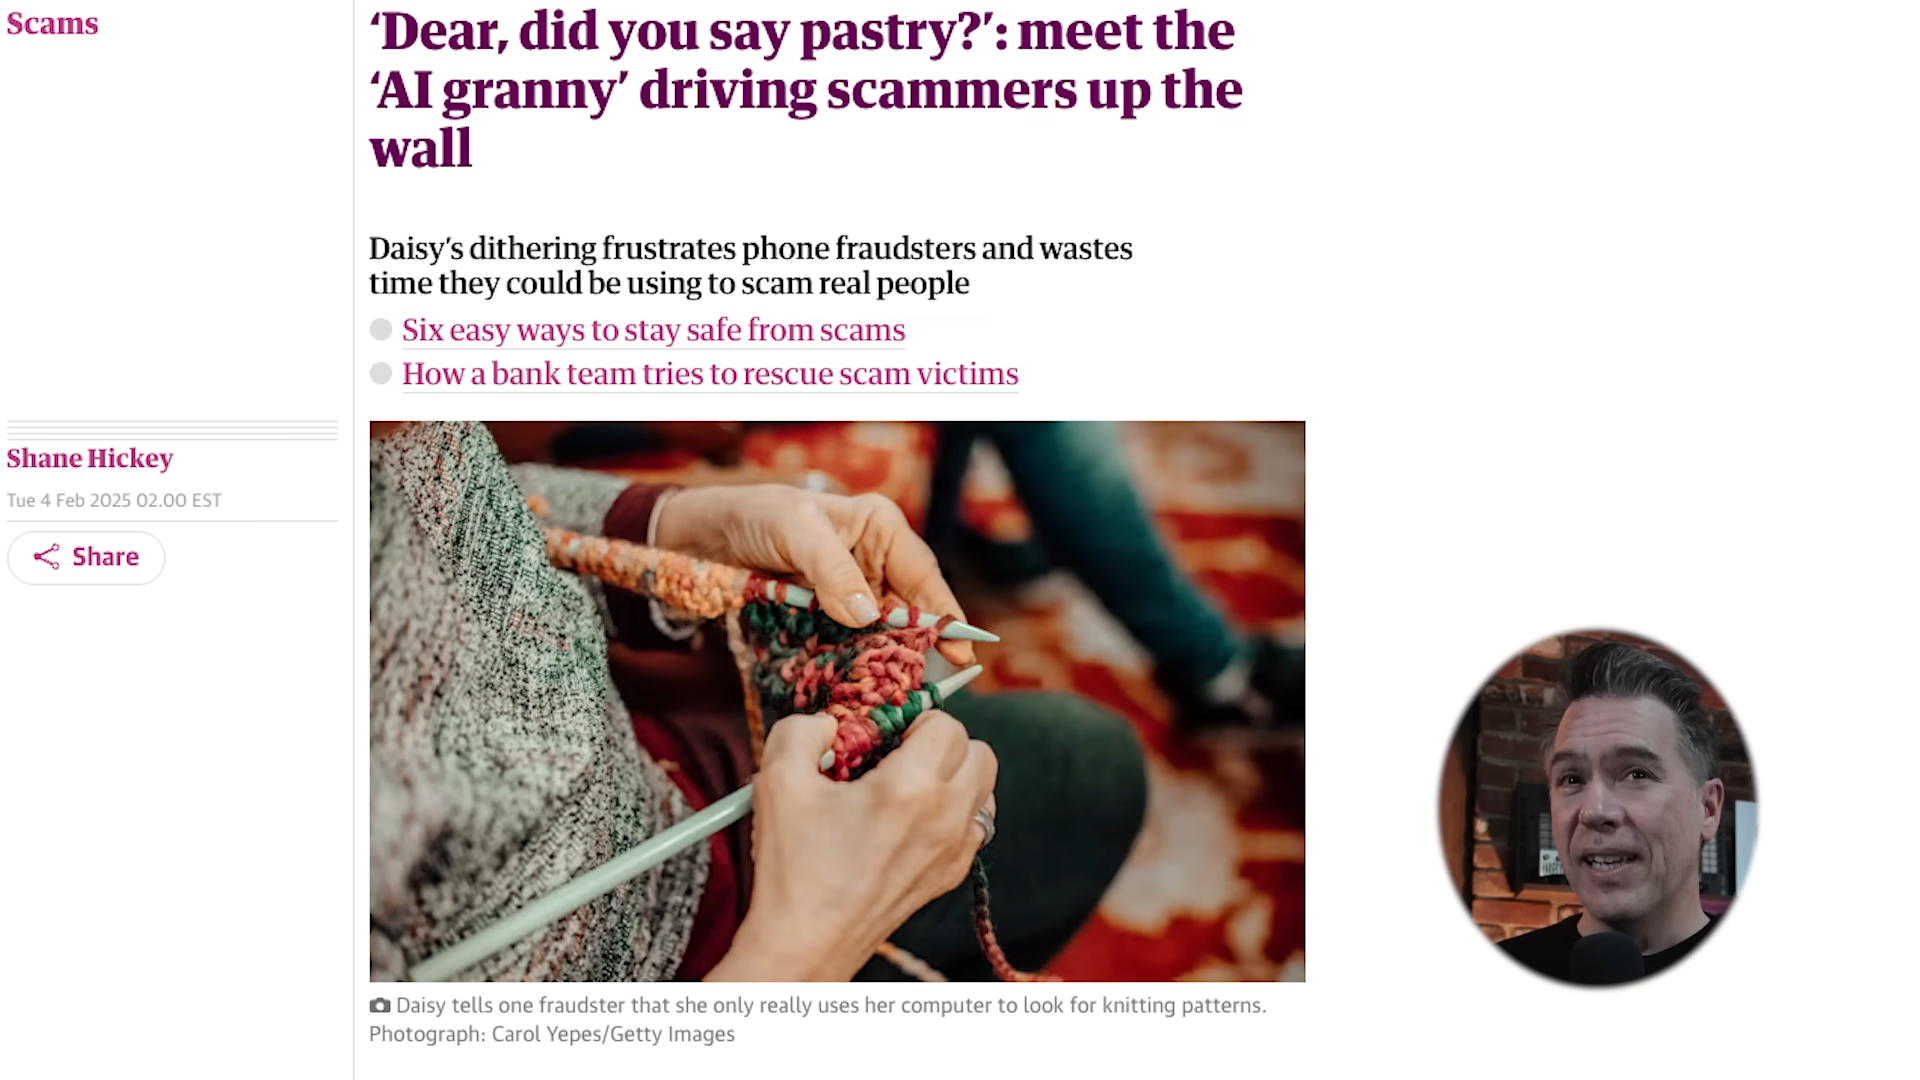 Scams
‘Dear, did you say pastry?’: meet the
‘AI granny’ driving scammers up the
wall
Daisy’s dithering frustrates phone fraudsters and wastes
time they could be using to scam real people
Six easy ways to stay safe from scams
How a bank team tries to rescue scam victims
Shane Hickey
Tue 4 Feb 2025 02.00 EST
Share
Daisy tells one fraudster that she only really uses her computer to look for knitting patterns.
Photograph: Carol Yepes/Getty Images